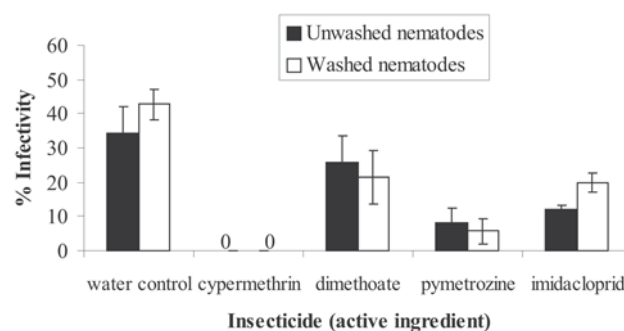 Unwashed nematodes
Washed nematodes
60
50
40
30
20
10
0
% Infectivity
0 0
water control cypermethrin dimethoate pymetrozine imidacloprid
Insecticide (active ingredient)